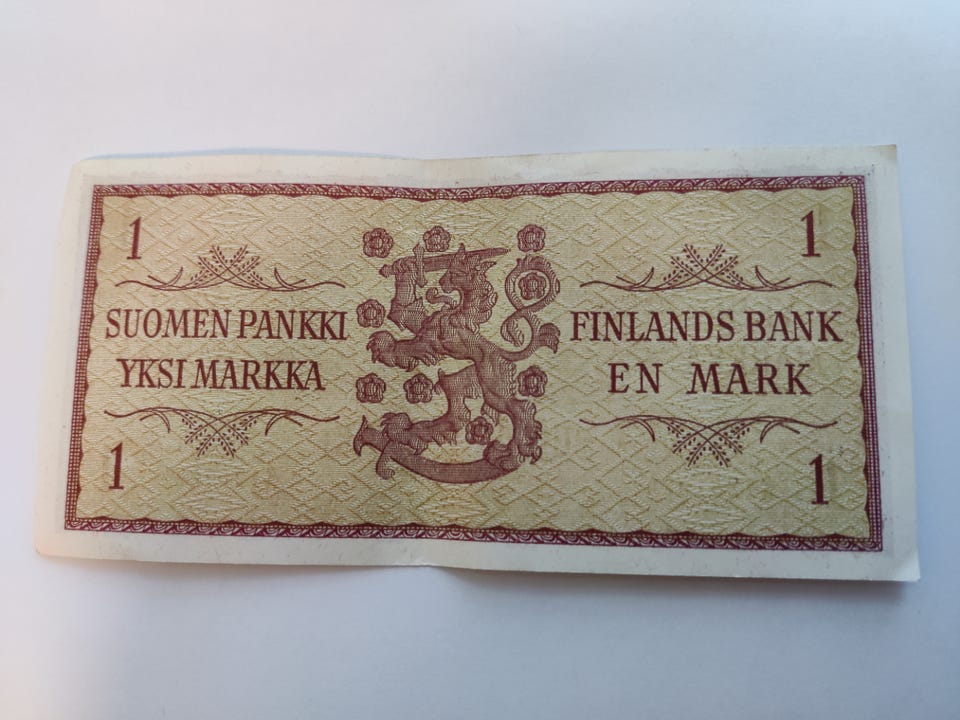 1 1
SUOMEN PANKKI FINLANDS BANK
YKSI MARKKA EN MARK
1 1